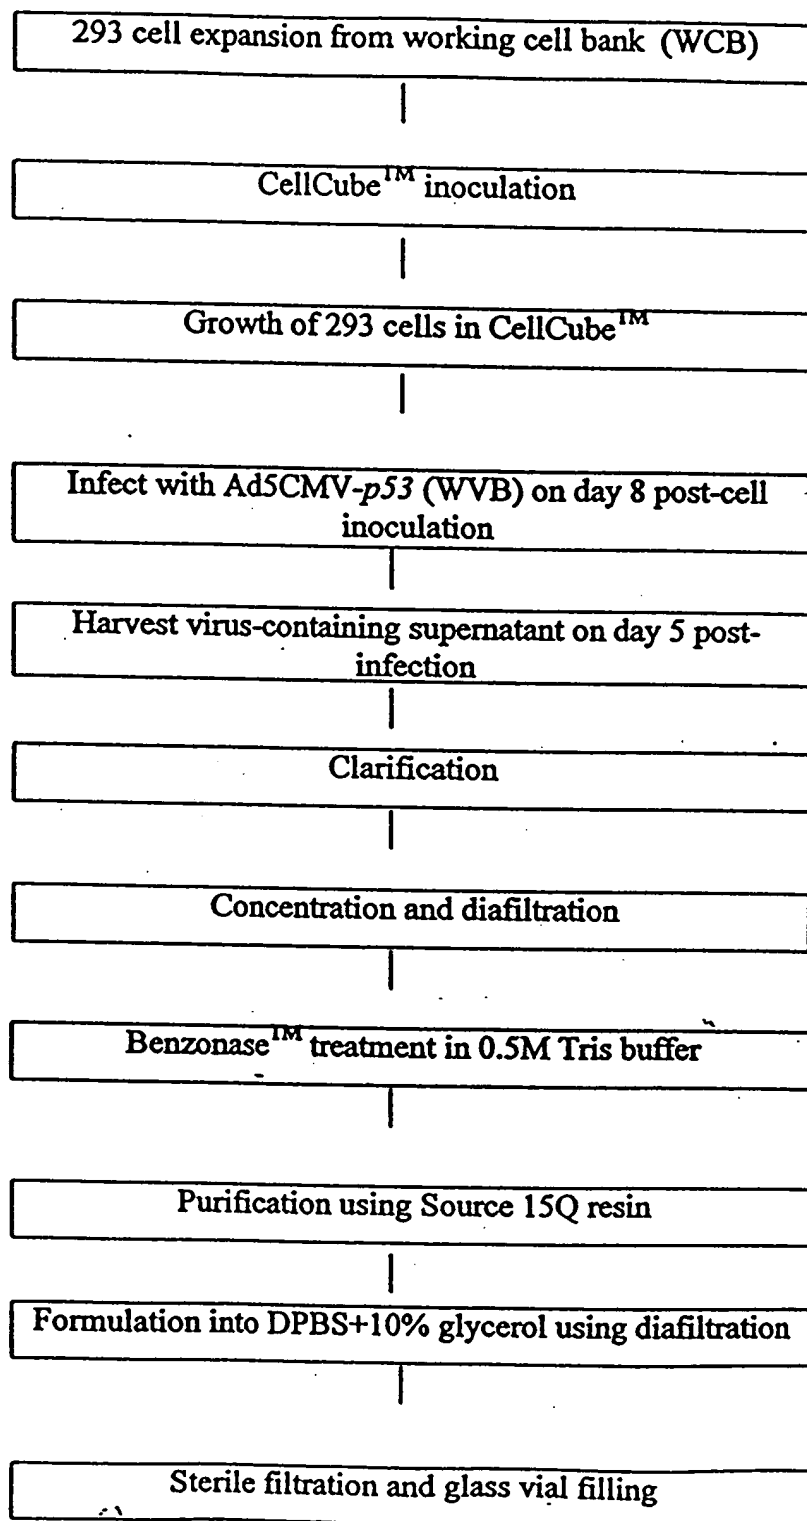 293 cell expansion from working cell bank (WCB)
CellCube™ inoculation
Growth of 293 cells in CellCube™
Infect with Ad5CMV-p53 (WVB) on day 8 post-cell
inoculation
Harvest virus-containing supernatant on day 5 post-
infection
Clarification
Concentration and diafiltration
Benzonase™ treatment in 0.5M Tris buffer
Purification using Source 15Q resin
Formulation into DPBS+10% glycerol using diafiltration
Sterile filtration and glass vial filling